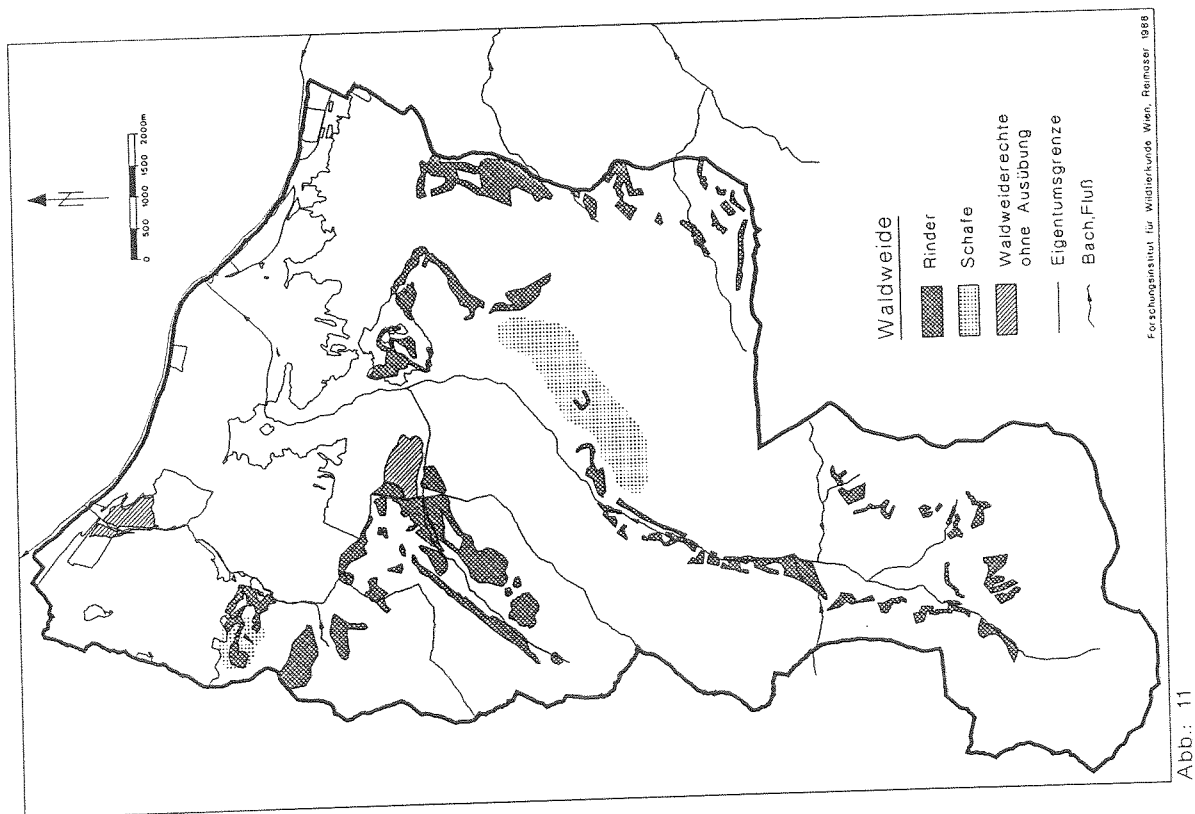 N
0 500 1000 1500 2000m
Waldweide
Rinder
Schafe
Waldweiderechte
ohne Ausübung
Eigentumsgrenze
Bach,Fluß
Forschungsinstitut für Wildtierkunde Wien, Reimoser 1988
Abb.: 11